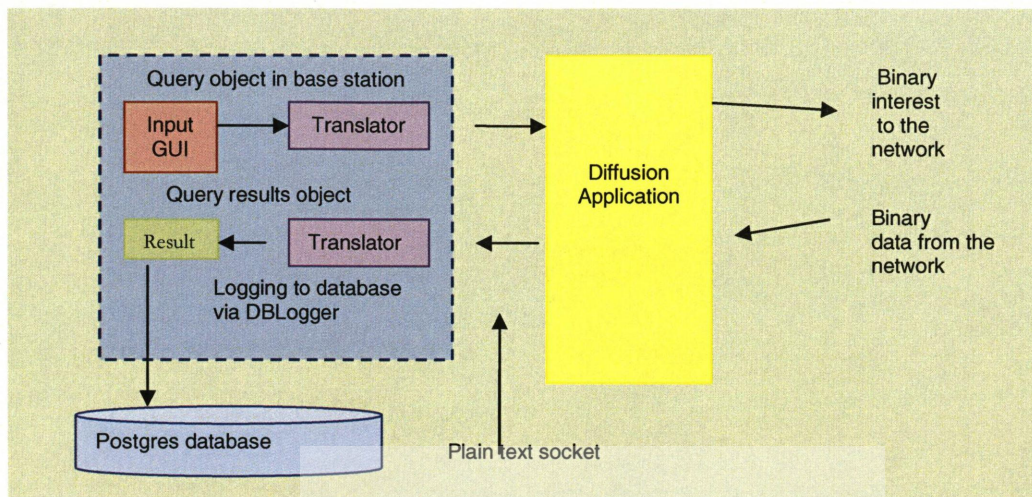 Query object in base station
Input
GUI
Translator
Query results object
Result
Translator
Logging to database
via DBLogger
Postgres database
Plain text socket
Diffusion
Application
Binary
interest
to the
network
Binary
data from the
network